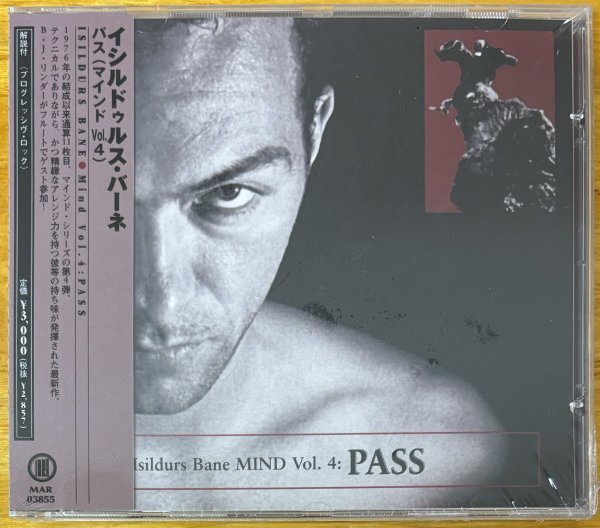 イシルドゥルス・バーネ
パス（マインド Vol.4）
ISILDURS BANE●Mind Vol.4:PASS
1976年の結成以来通算11枚目。マインド・シリーズの第4弾。
テクニカルでありながら、かつ精緻なアレンジ力を持つ彼等の持ち味が発揮された最新作。
B・J・リンダーがフルートでゲスト参加！
解説付（プログレッシヴ・ロック）
定価 ¥3,000（税抜 ¥2,857）
MAR
03855
Isildurs Bane MIND Vol. 4: PASS